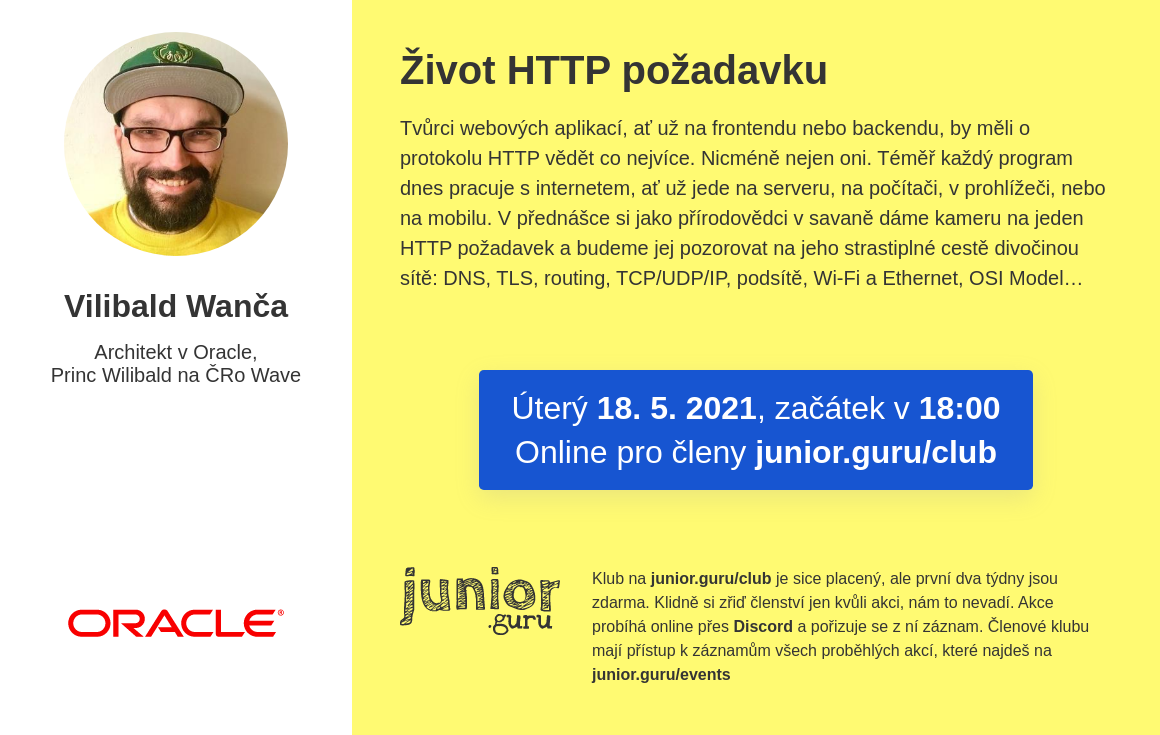 Vilibald Wanča
Architekt v Oracle,
Princ Wilibald na ČRo Wave
ORACLE®
Život HTTP požadavku
Tvůrci webových aplikací, ať už na frontendu nebo backendu, by měli o
protokolu HTTP vědět co nejvíce. Nicméně nejen oni. Téměř každý program
dnes pracuje s internetem, ať už jede na serveru, na počítači, v prohlížeči, nebo
na mobilu. V přednášce si jako přírodovědci v savaně dáme kameru na jeden
HTTP požadavek a budeme jej pozorovat na jeho strastiplné cestě divočinou
sítě: DNS, TLS, routing, TCP/UDP/IP, podsítě, Wi-Fi a Ethernet, OSI Model…
Úterý 18. 5. 2021, začátek v 18:00
Online pro členy junior.guru/club
junior
.guru
Klub na junior.guru/club je sice placený, ale první dva týdny jsou
zdarma. Klidně si zřiď členství jen kvůli akci, nám to nevadí. Akce
probíhá online přes Discord a pořizuje se z ní záznam. Členové klubu
mají přístup k záznamům všech proběhlých akcí, které najdeš na
junior.guru/events